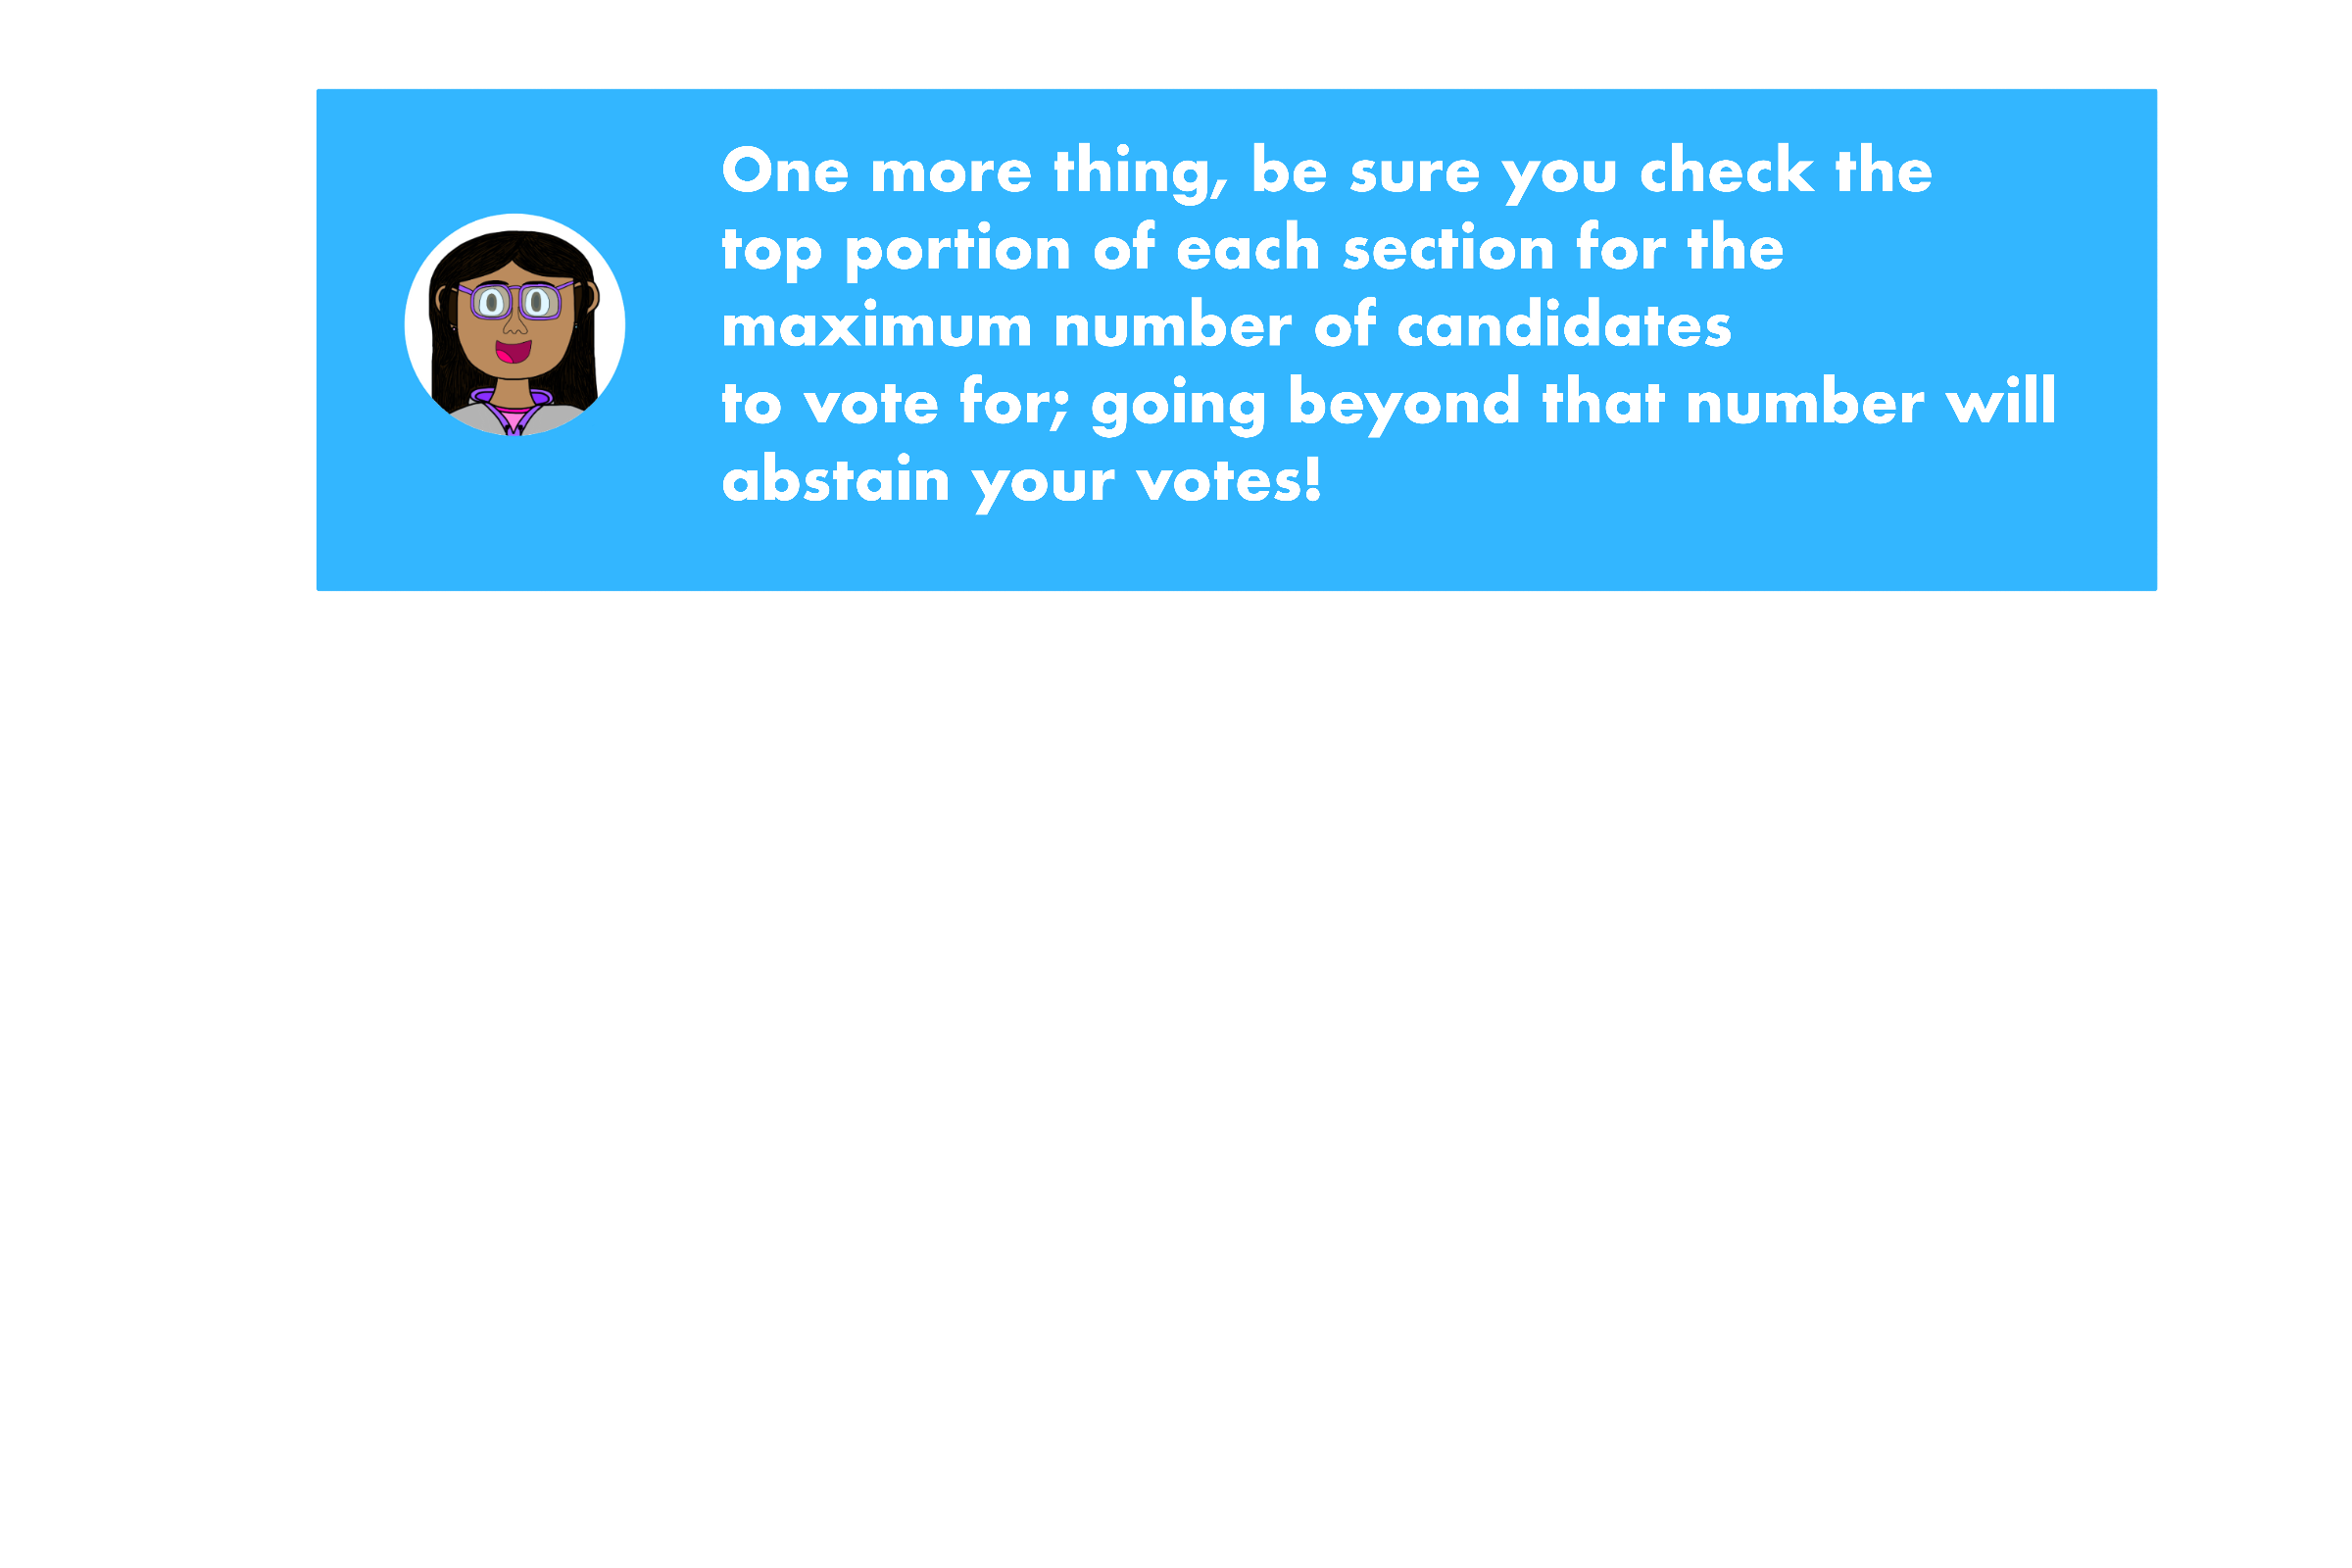 One more thing, be sure you check the
top portion of each section for the
maximum number of candidates
to vote for; going beyond that number will
abstain your votes!